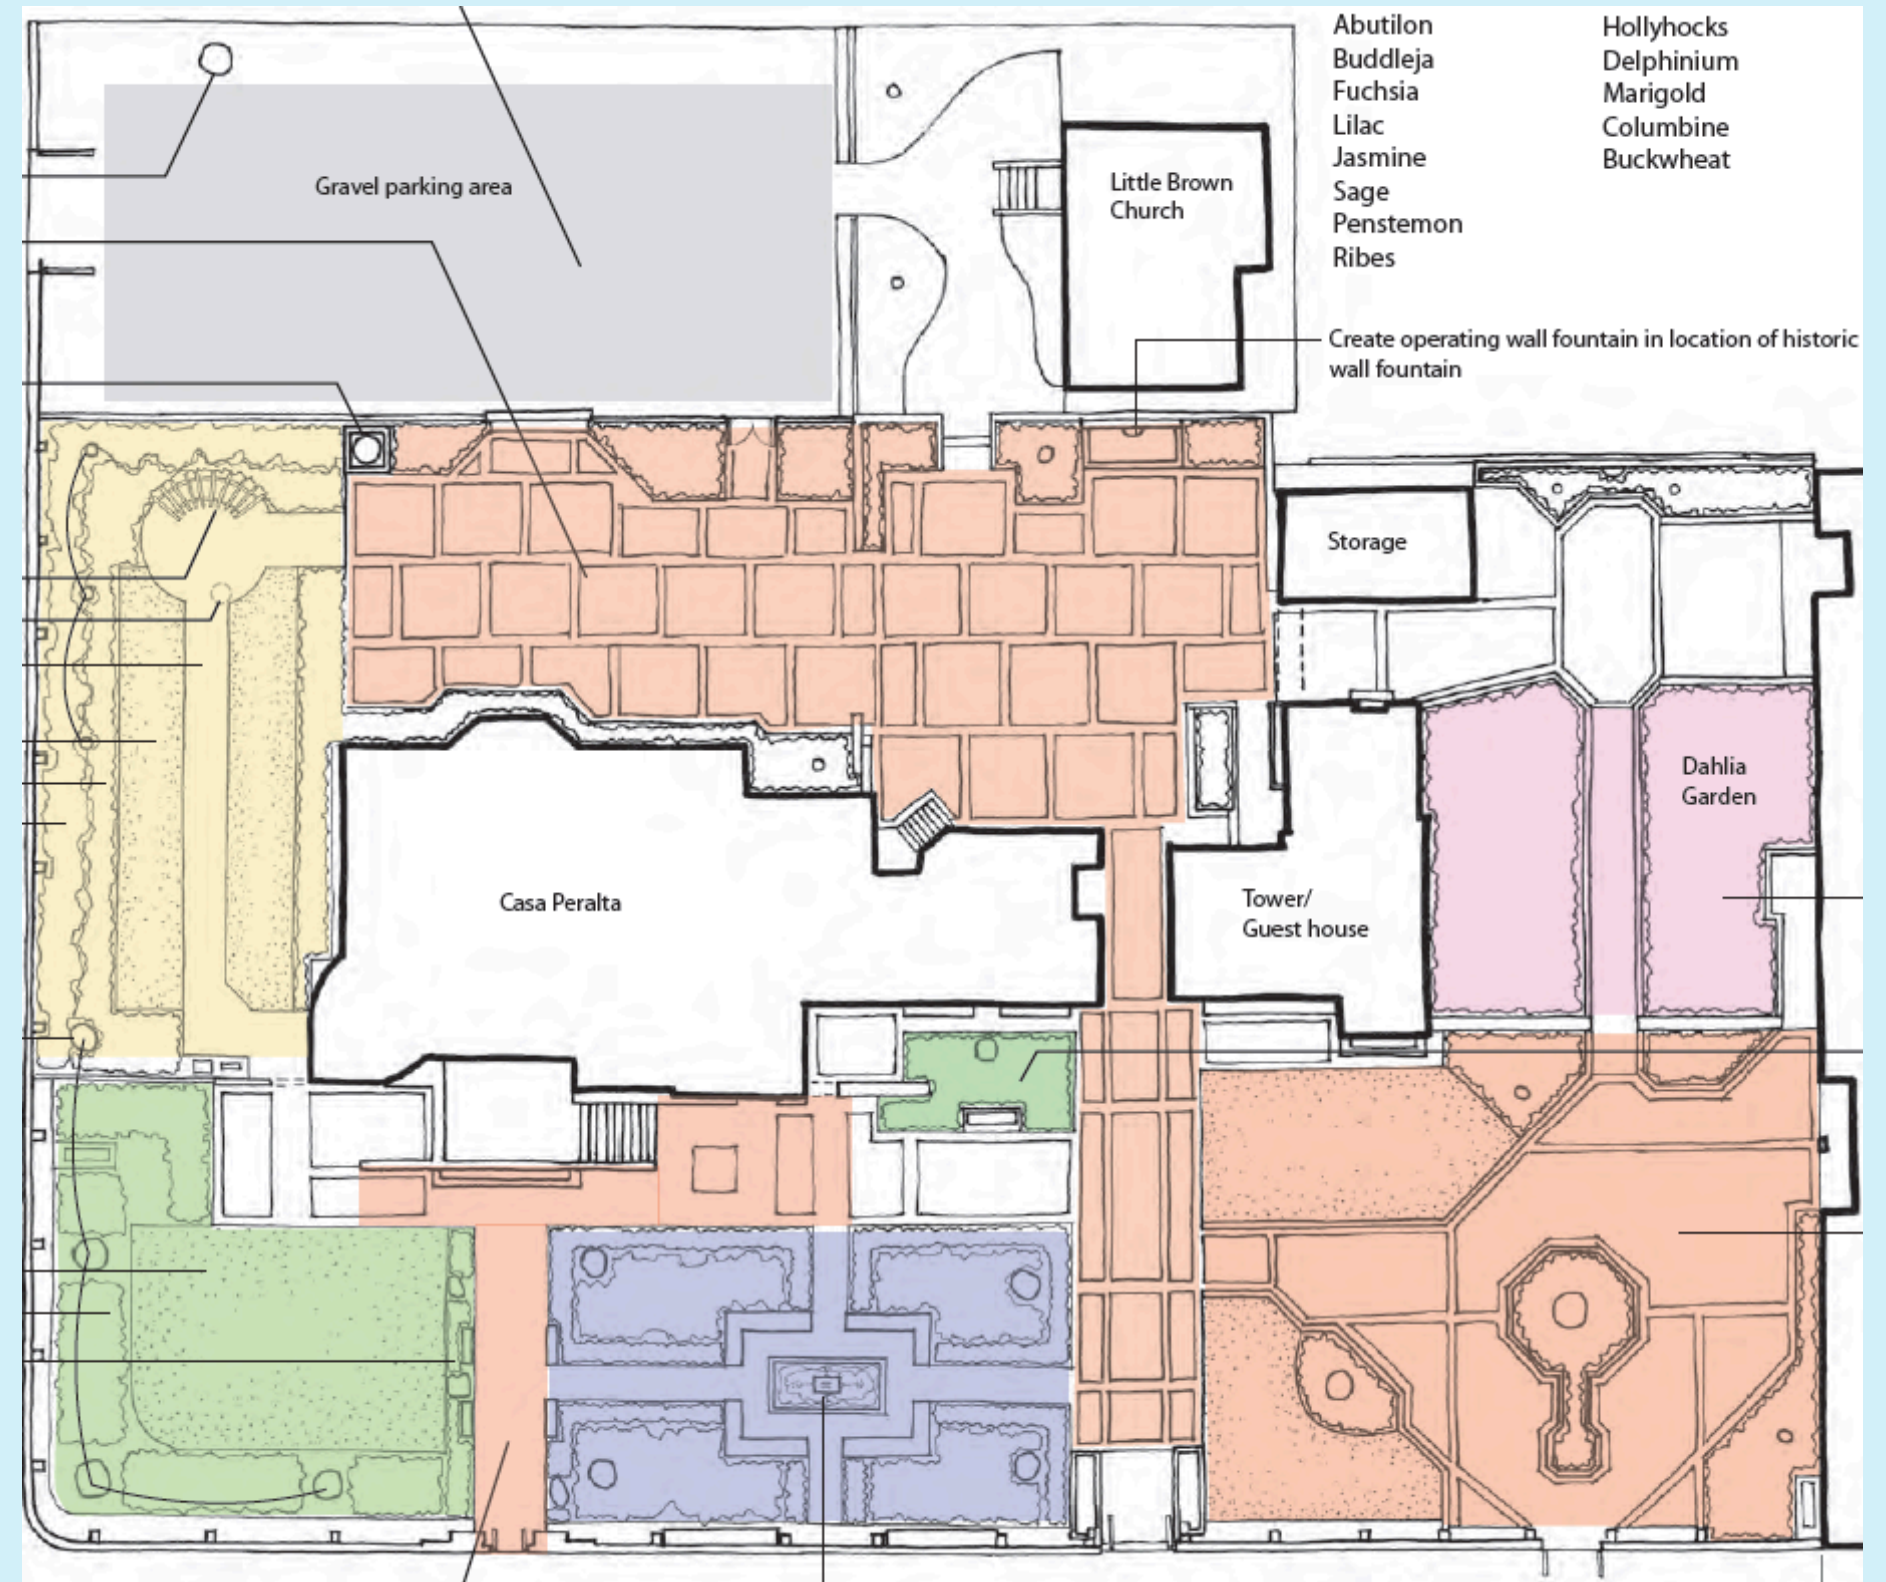 Abutilon
Buddleja
Fuchsia
Lilac
Jasmine
Sage
Penstemon
Ribes
Hollyhocks
Delphinium
Marigold
Columbine
Buckwheat
Gravel parking area
Little Brown
Church
Create operating wall fountain in location of historic
wall fountain
Storage
Dahlia
Garden
Casa Peralta
Tower/
Guest house